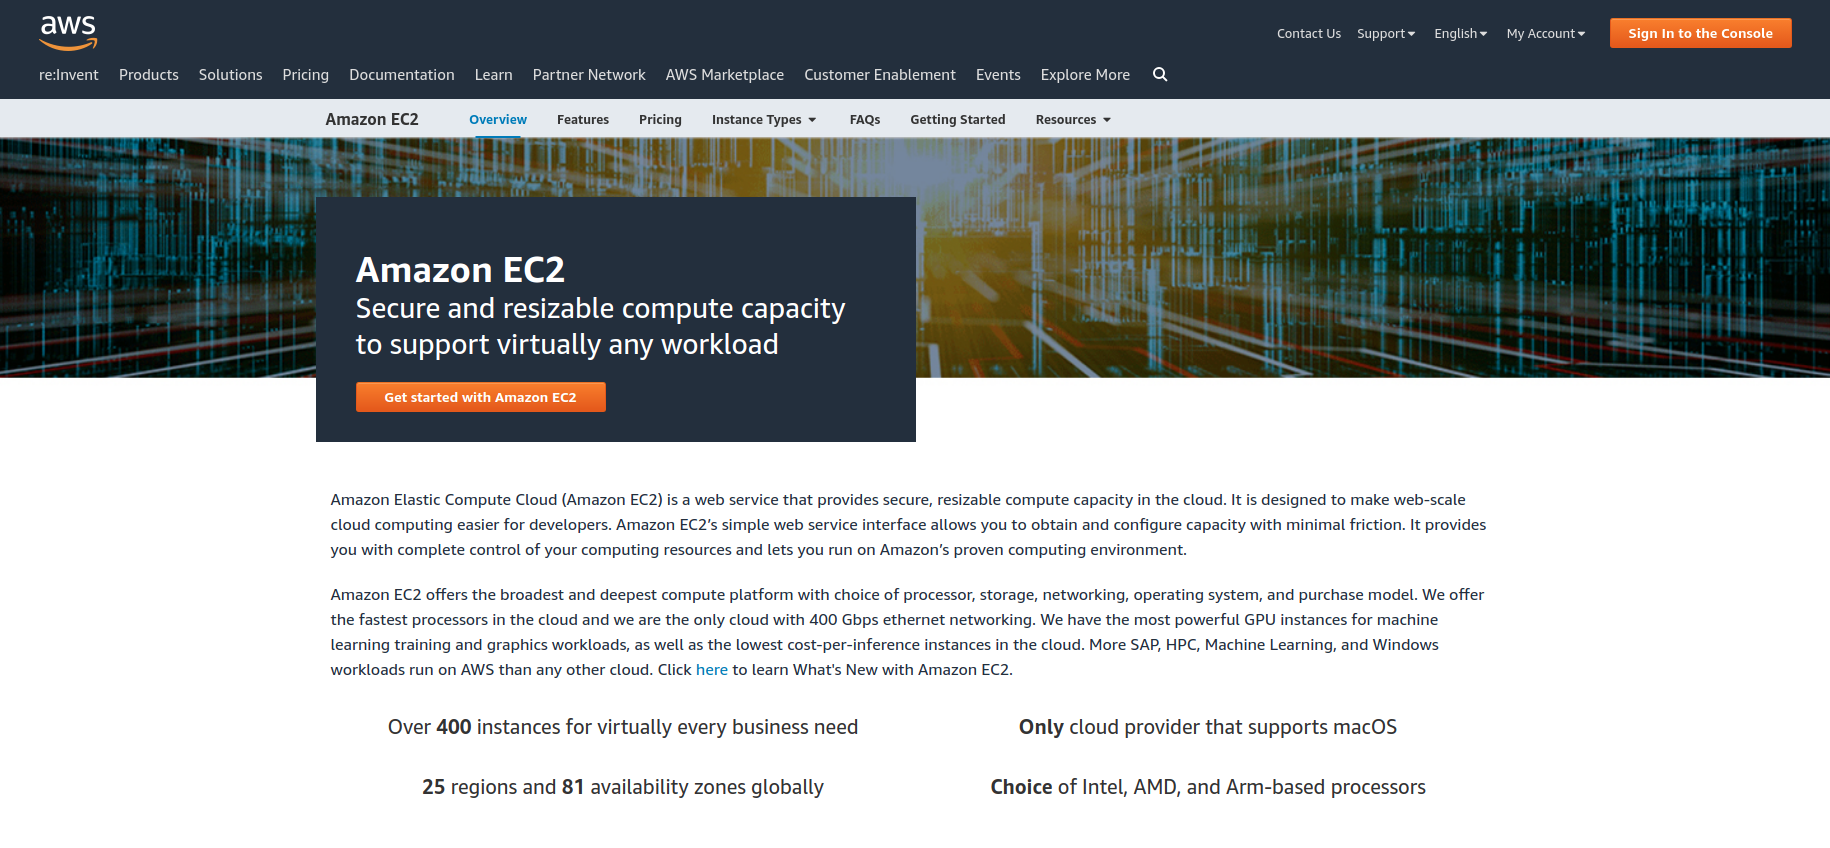 aws
Contact Us Support English My Account Sign In to the Console
re:Invent Products Solutions Pricing Documentation Learn Partner Network AWS Marketplace Customer Enablement Events Explore More
Amazon EC2 Overview Features Pricing Instance Types FAQs Getting Started Resources
Amazon EC2
Secure and resizable compute capacity
to support virtually any workload
Get started with Amazon EC2
Amazon Elastic Compute Cloud (Amazon EC2) is a web service that provides secure, resizable compute capacity in the cloud. It is designed to make web-scale
cloud computing easier for developers. Amazon EC2’s simple web service interface allows you to obtain and configure capacity with minimal friction. It provides
you with complete control of your computing resources and lets you run on Amazon’s proven computing environment.
Amazon EC2 offers the broadest and deepest compute platform with choice of processor, storage, networking, operating system, and purchase model. We offer
the fastest processors in the cloud and we are the only cloud with 400 Gbps ethernet networking. We have the most powerful GPU instances for machine
learning training and graphics workloads, as well as the lowest cost-per-inference instances in the cloud. More SAP, HPC, Machine Learning, and Windows
workloads run on AWS than any other cloud. Click here to learn What's New with Amazon EC2.
Over 400 instances for virtually every business need
Only cloud provider that supports macOS
25 regions and 81 availability zones globally
Choice of Intel, AMD, and Arm-based processors